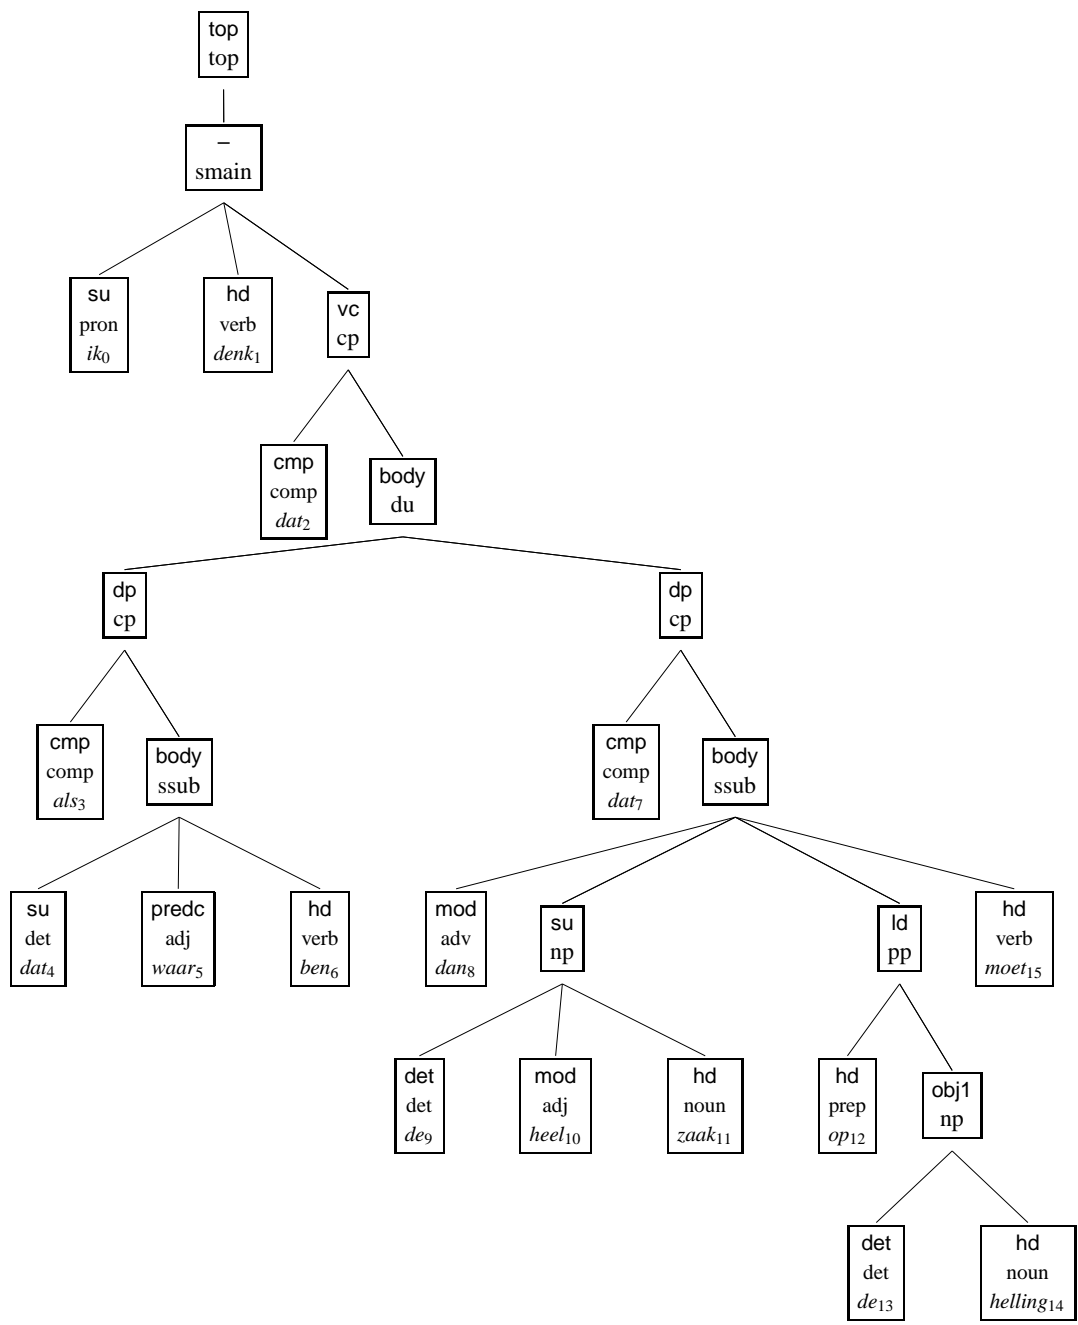 top
top
–
smain
su
pron
ik0
hd
verb
denk1
vc
cp
cmp
comp
dat2
body
du
dp
cp
cmp
comp
als3
body
ssub
su
det
dat4
predc
adj
waar5
hd
verb
ben6
dp
cp
cmp
comp
dat7
body
ssub
mod
adv
dan8
su
np
det
det
de9
mod
adj
heel10
hd
noun
zaak11
ld
pp
hd
prep
op12
obj1
np
det
det
de13
hd
noun
helling14
hd
verb
moet15